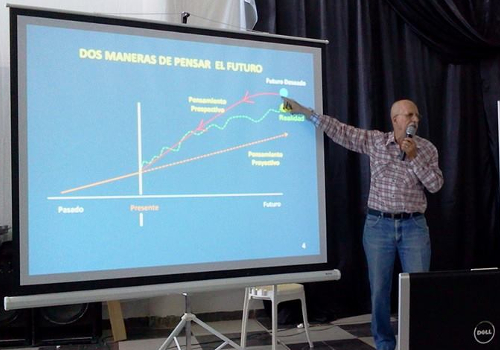 DOS MANERAS DE PENSAR EL FUTURO
Futuro Deseado
Pensamiento
Prospectivo
Realidad
Pensamiento
Proyectivo
Pasado
Presente
Futuro
4
DELL